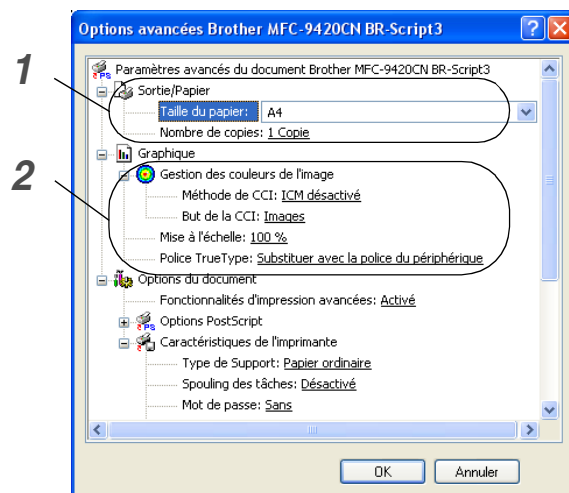 Options avancées Brother MFC-9420CN BR-Script3
Paramètres avancés du document Brother MFC-9420CN BR-Script3
1
Sortie/Papier
Taille du papier: A4
Nombre de copies: 1 Copie
Graphique
2
Gestion des couleurs de l'image
Méthode de CCI: ICM désactivé
But de la CCI: Images
Mise à l'échelle: 100 %
Police TrueType: Substituer avec la police du périphérique
Options du document
Fonctionnalités d'impression avancées: Activé
PS Options PostScript
Caractéristiques de l'imprimante
Type de Support: Papier ordinaire
Spouling des tâches: Désactivé
Mot de passe: Sans
OK Annuler